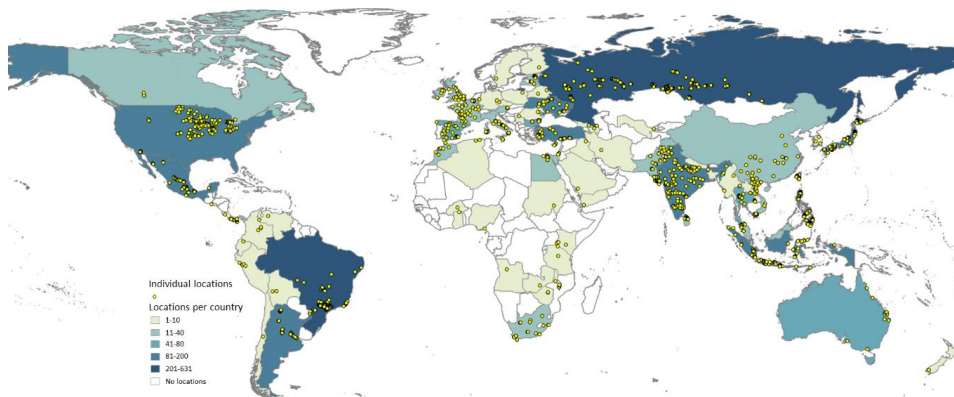 Individual locations
Locations per country
1-10
11-40
41-80
81-200
201-631
No locations